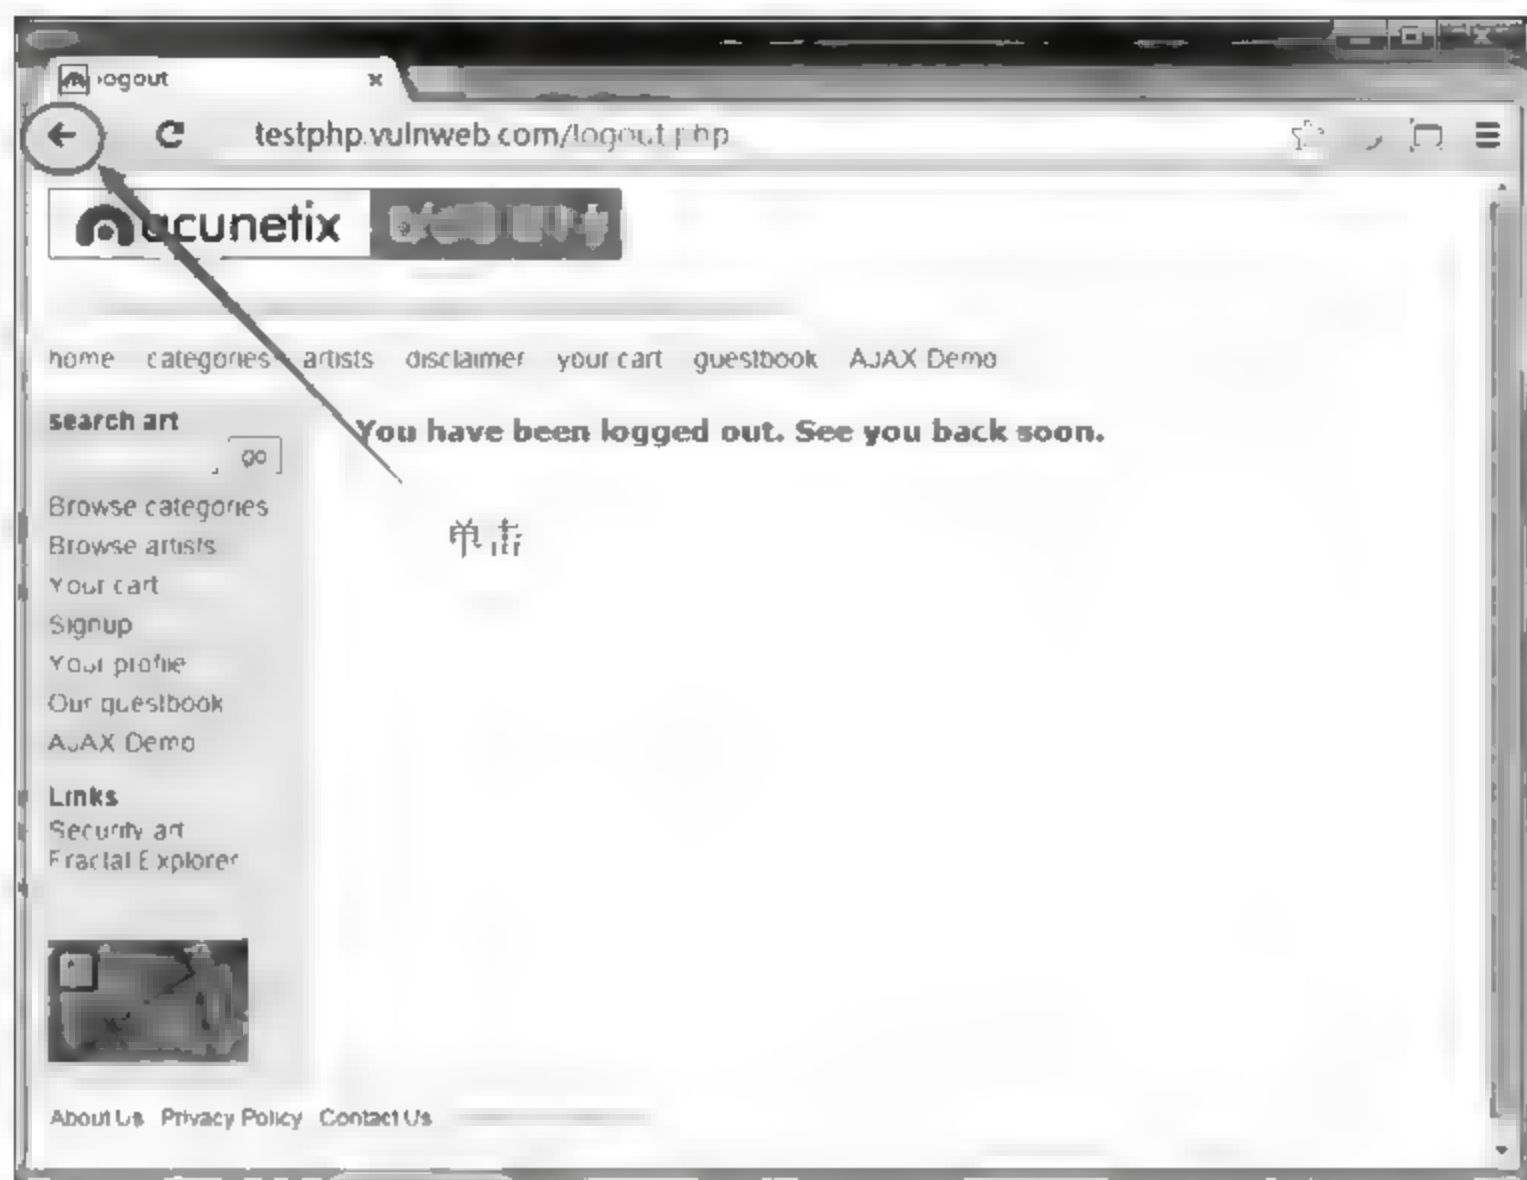 logout
testphp.vulnweb.com/logout.php
acunetix
home categories artists disclaimer your cart guestbook AJAX Demo
search art
go
You have been logged out. See you back soon.
单击
Browse categories
Browse artists
Your cart
Signup
Your profile
Our guestbook
AJAX Demo
Links
Security art
Fractal Explorer
About Us Privacy Policy Contact Us